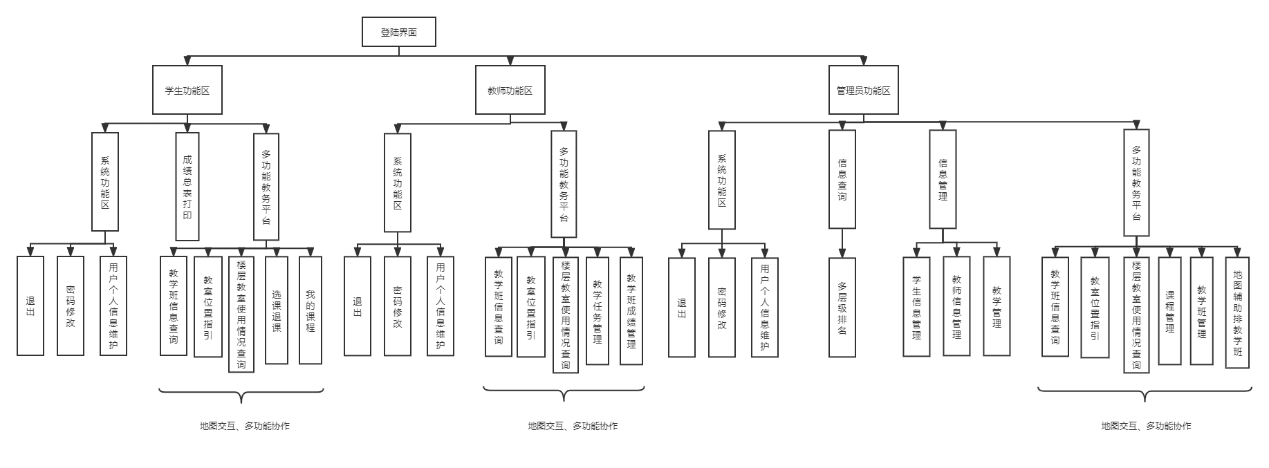 登陆界面
学生功能区
教师功能区
管理员功能区
系统功能区
成绩总表打印
多功能教务平台
系统功能区
多功能教务平台
系统功能区
信息查询
信息管理
多功能教务平台
退出
密码修改
用户个人信息维护
教学班信息查询
教室位置指引
楼层教室使用情况查询
选课退课
我的课程
退出
密码修改
用户个人信息维护
教学班信息查询
教室位置指引
楼层教室使用情况查询
教学任务管理
教学班成绩管理
退出
密码修改
用户个人信息维护
多层级排名
学生信息管理
教师信息管理
教学管理
教学班信息查询
教室位置指引
楼层教室使用情况查询
课程管理
教学班管理
地图辅助排教学班
地图交互、多功能协作
地图交互、多功能协作
地图交互、多功能协作